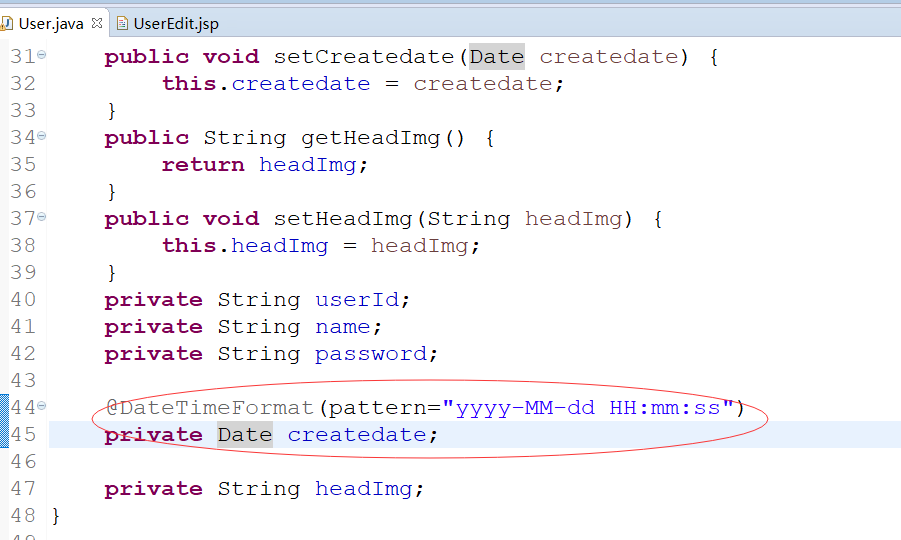 User.java UserEdit.jsp
31 public void setCreatedate(Date createdate) {
32 this.createdate = createdate;
33 }
34 public String getHeadImg() {
35 return headImg;
36 }
37 public void setHeadImg(String headImg) {
38 this.headImg = headImg;
39 }
40 private String userId;
41 private String name;
42 private String password;
43
44 @DateTimeFormat(pattern="yyyy-MM-dd HH:mm:ss")
45 private Date createdate;
46
47 private String headImg;
48 }